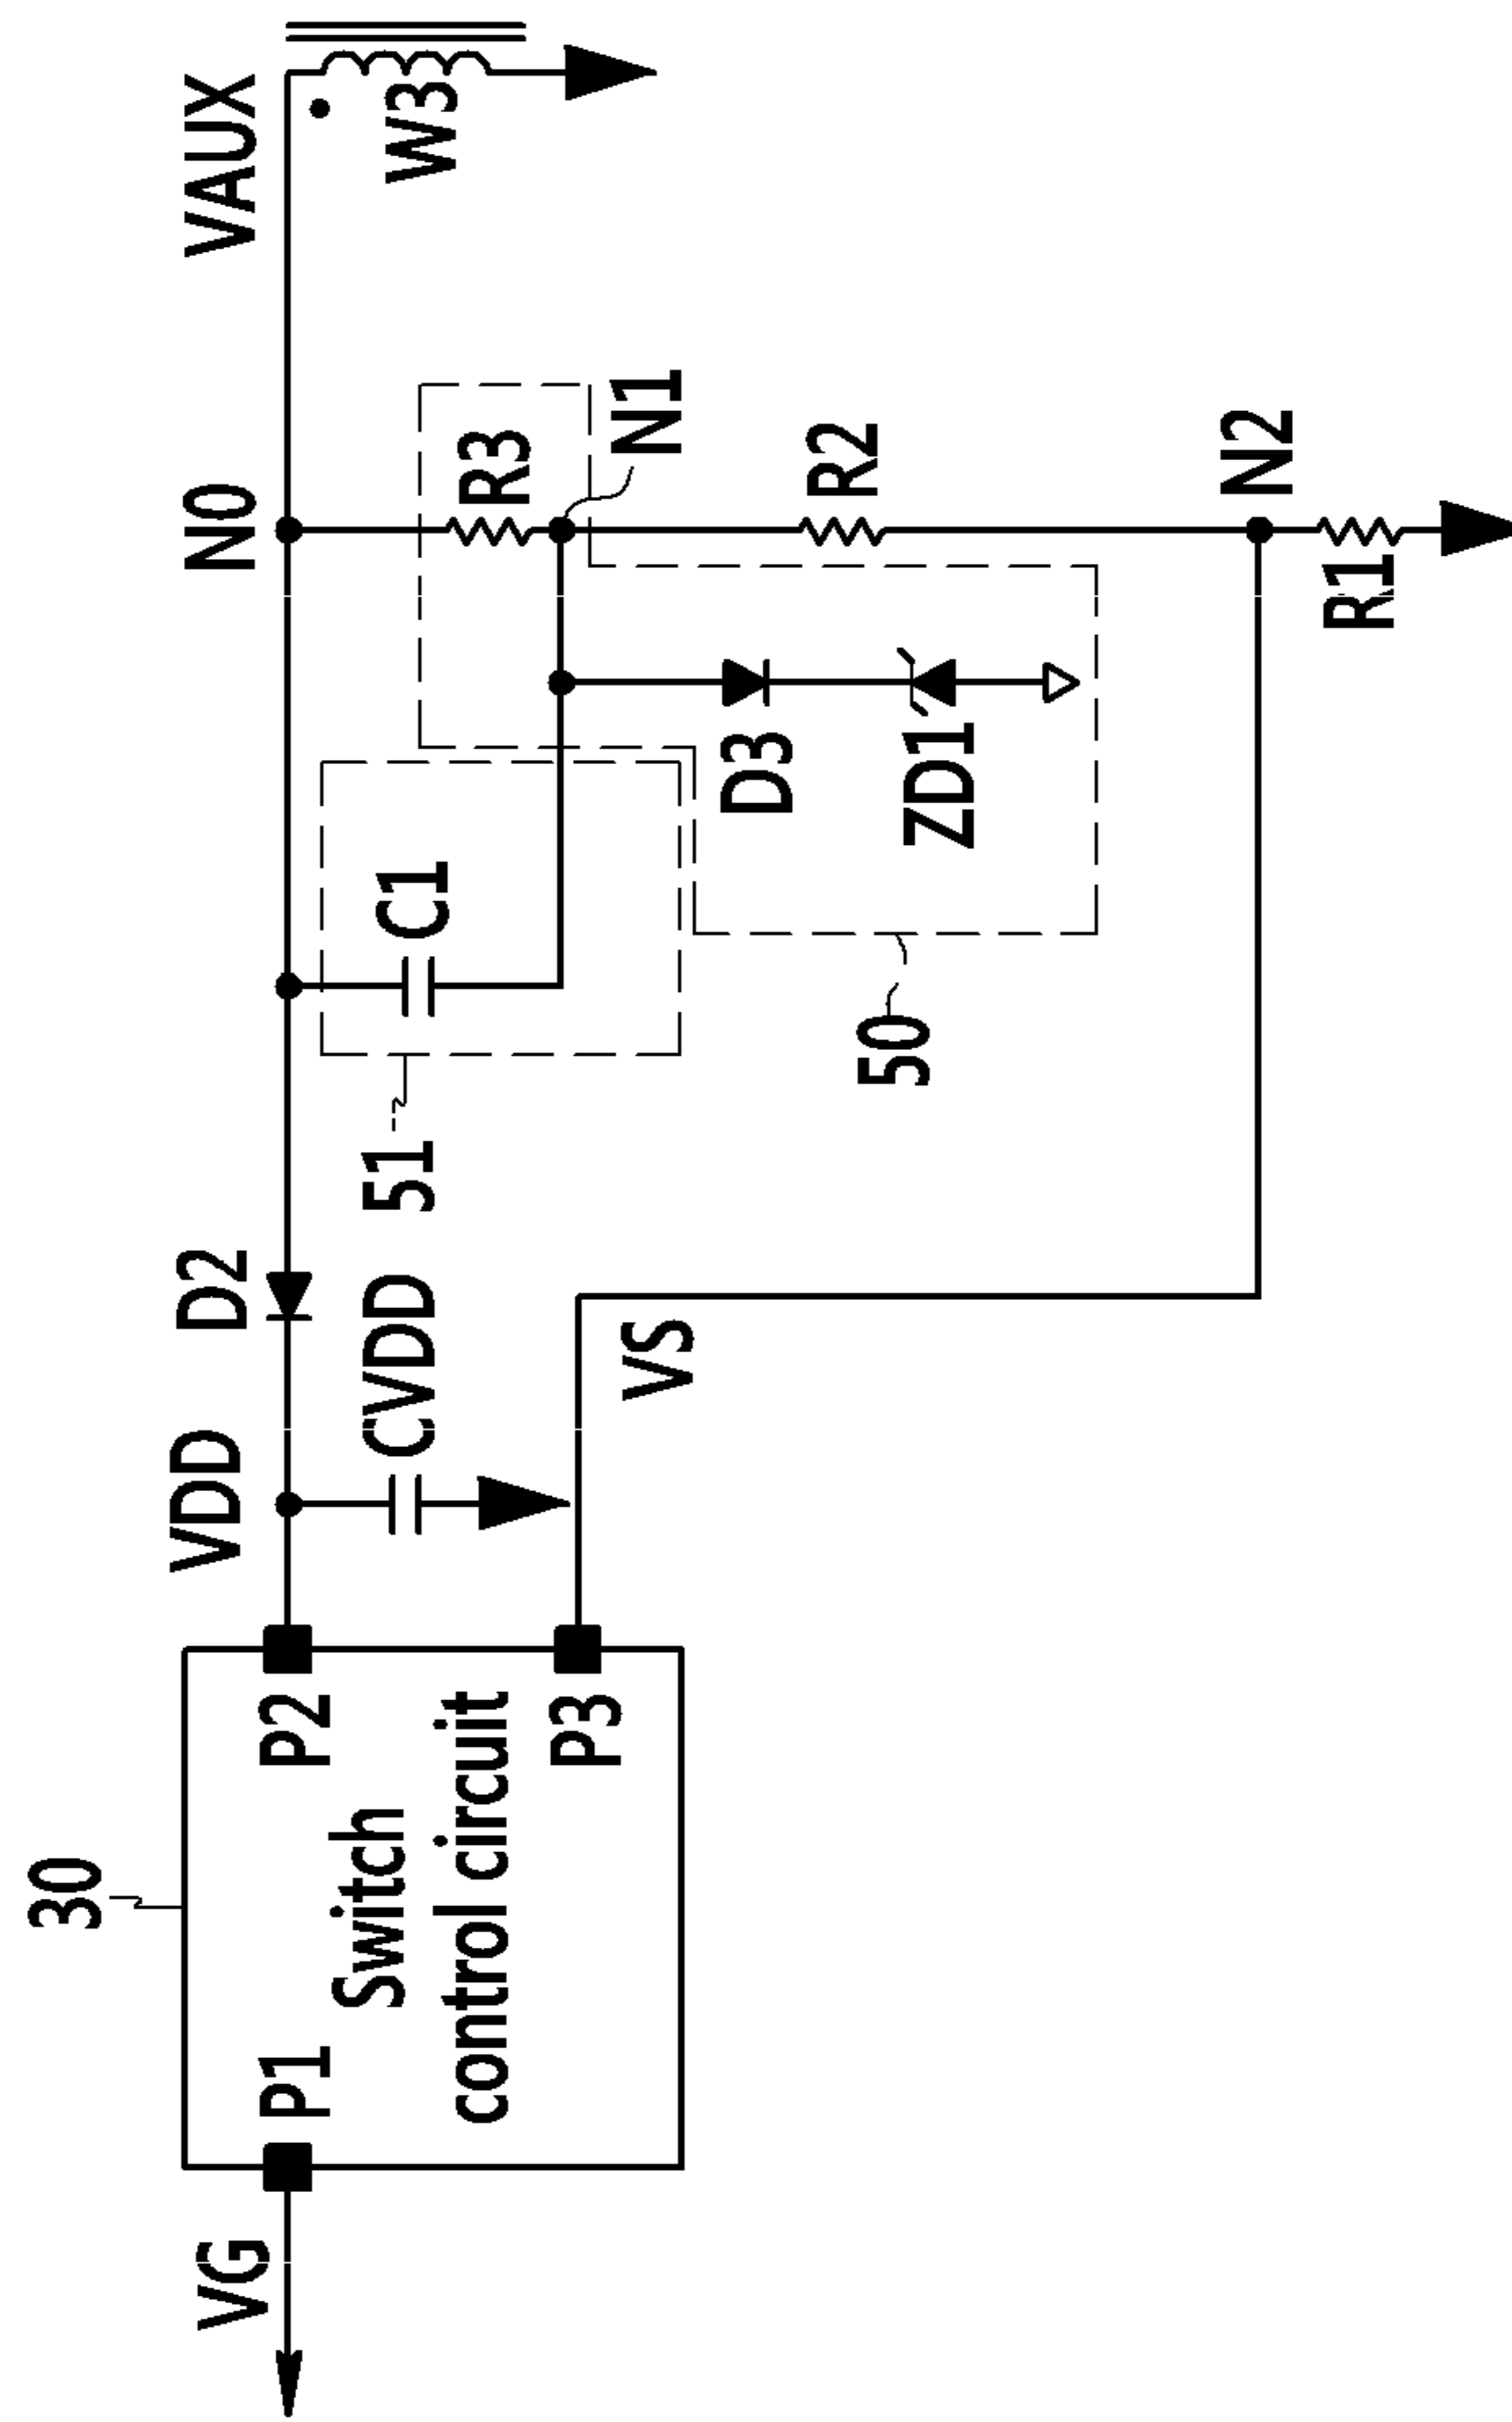 30
VG
P1
Switch
control circuit
P2
P3
VDD
CVDD
D2
VS
51
C1
50
N0
R3
N1
D3
ZD1
R2
N2
R1
VAUX
W3